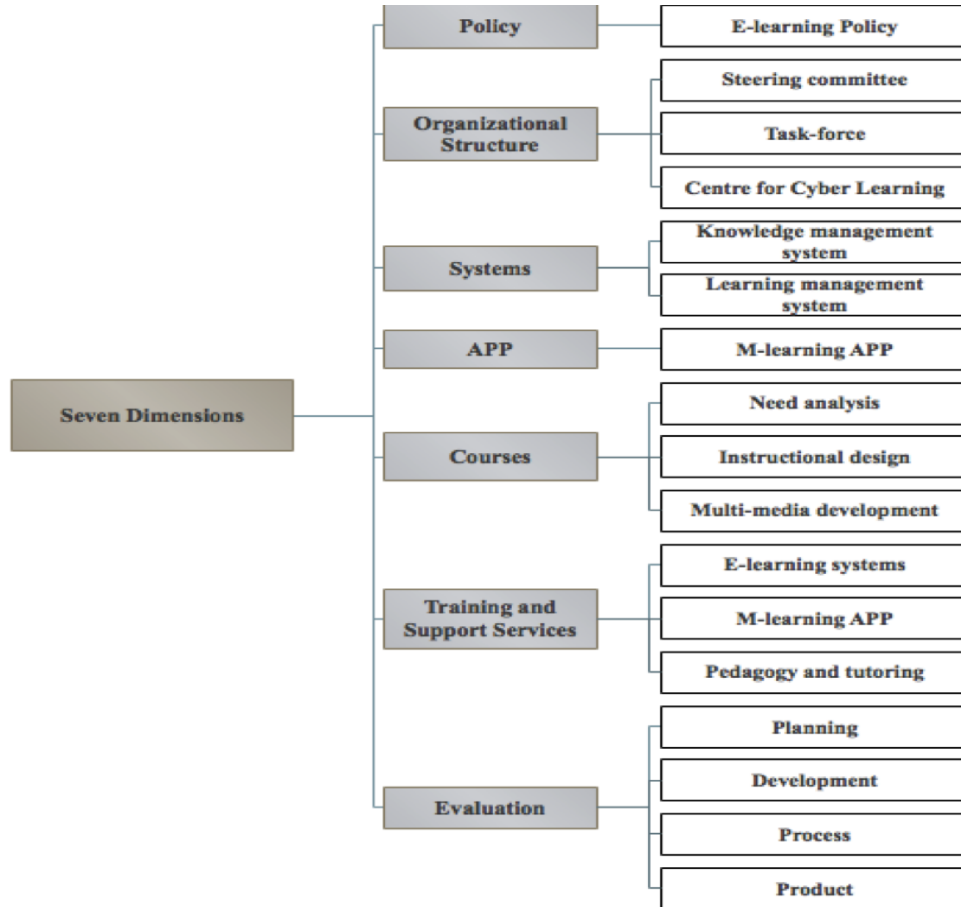 Policy
E-learning Policy
Organizational
Structure
Steering committee
Task-force
Centre for Cyber Learning
Systems
Knowledge management
system
Learning management
system
APP
M-learning APP
Seven Dimensions
Courses
Need analysis
Instructional design
Multi-media development
Training and
Support Services
E-learning systems
M-learning APP
Pedagogy and tutoring
Evaluation
Planning
Development
Process
Product